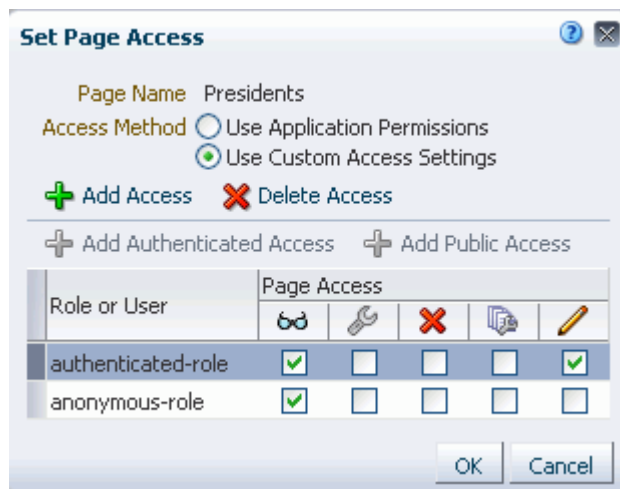 Set Page Access
Page Name Presidents
Access Method Use Application Permissions
Use Custom Access Settings
Add Access Delete Access
Add Authenticated Access Add Public Access
Role or User Page Access
authenticated-role
anonymous-role
OK Cancel